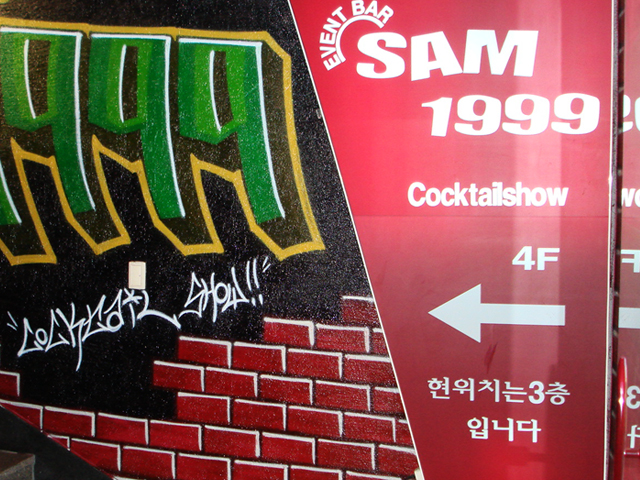 999
"COCKTAIL SHOW!!"
EVENT BAR
SAM
1999
Cocktailshow
4F
현위치는3층
입니다